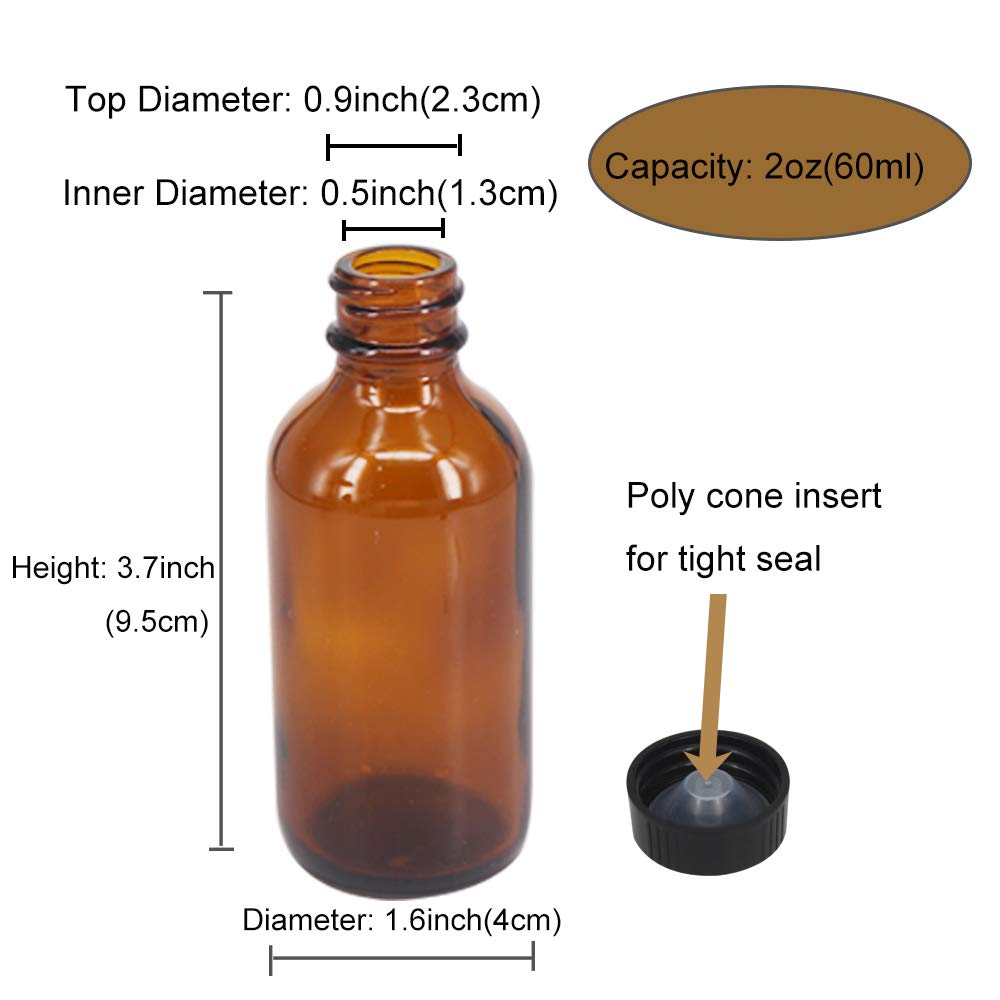 Top Diameter: 0.9inch(2.3cm)
Capacity: 2oz(60ml)
Inner Diameter: 0.5inch(1.3cm)
Poly cone insert
for tight seal
Height: 3.7inch
(9.5cm)
Diameter: 1.6inch(4cm)